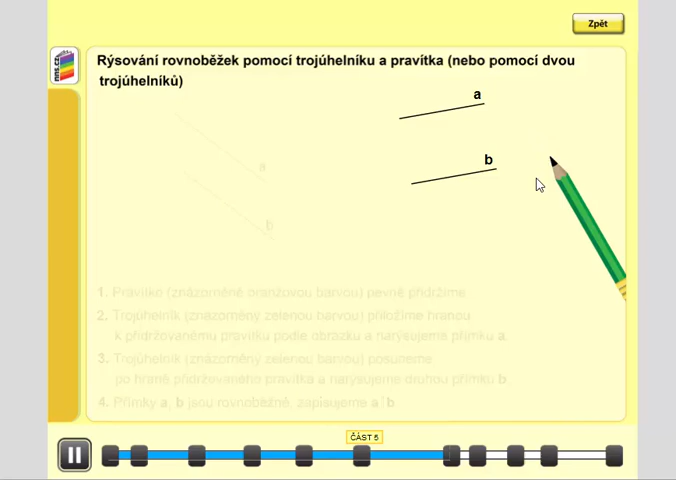 Zpět
nns.cz
Rýsování rovnoběžek pomocí trojúhelníku a pravítka (nebo pomocí dvou
trojúhelníků)
a
b
a
b
1. Pravítko (znázorněné oranžovou barvou) pevně přidržíme.
2. Trojúhelník (znázorněný zelenou barvou) přiložíme hranou
k přidržovanému pravítku podle obrázku a narýsujeme přímku a.
3. Trojúhelník (znázorněný zelenou barvou) posuneme
po hraně přidržovaného pravítka a narýsujeme druhou přímku b.
4. Přímky a, b jsou rovnoběžné, zapisujeme a b
ČÁST 5